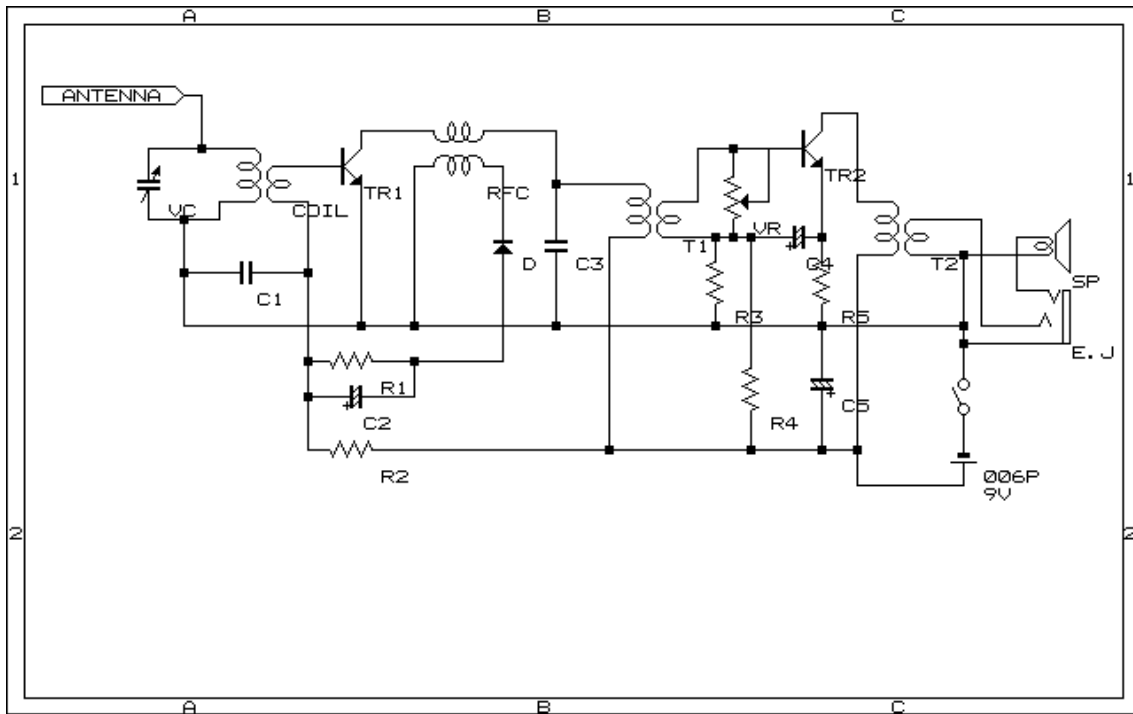 A B C
ANTENNA
1 1
VC
COIL
TR1
RFC
D
C3
T1
VR
TR2
C4
T2
SP
C1
R3
R5
E.J
R1
C2
R4
C5
R2
006P
9V
2 2
A B C